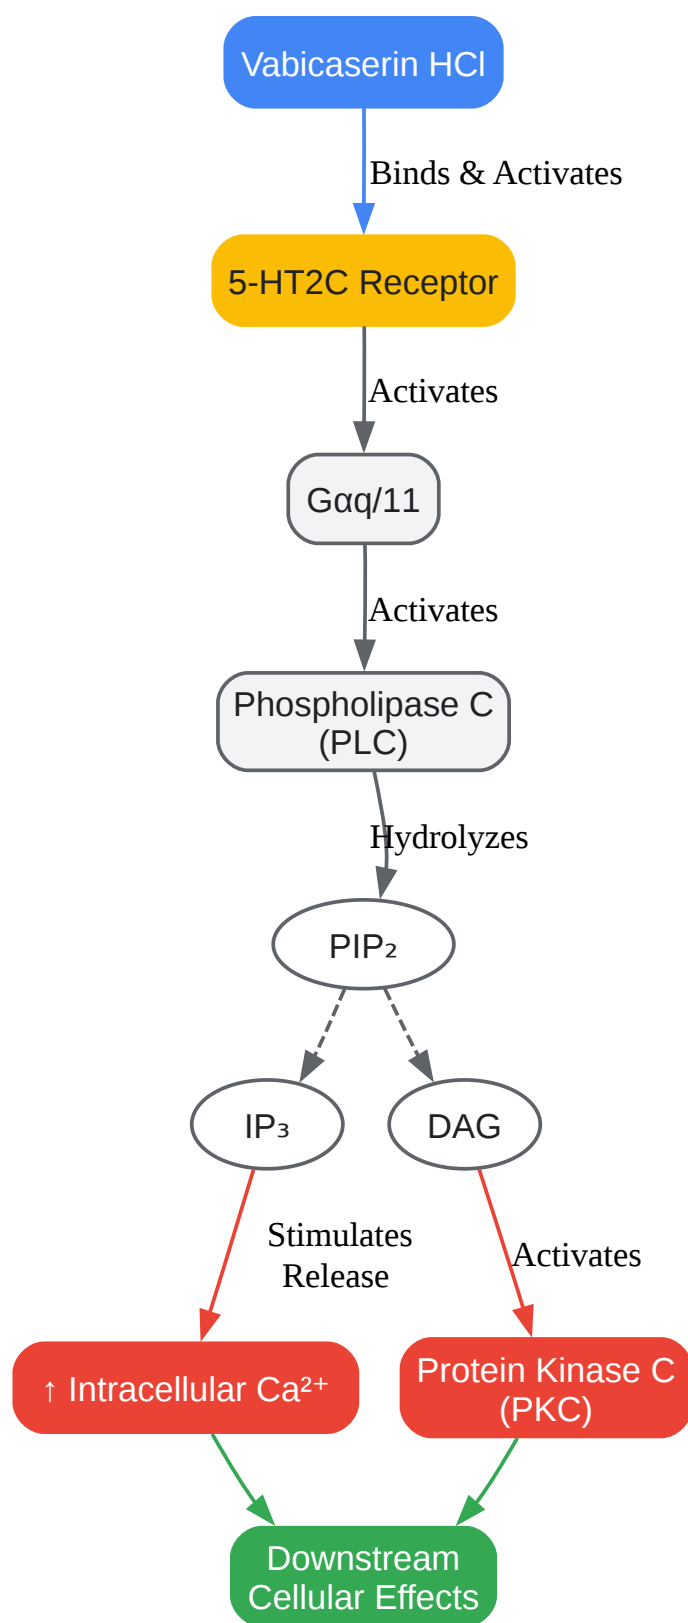 Vabicaserin HCl
Binds & Activates
5-HT2C Receptor
Activates
Gαq/11
Activates
Phospholipase C
(PLC)
Hydrolyzes
PIP₂
IP₃
DAG
Stimulates
Release
Activates
↑ Intracellular Ca²⁺
Protein Kinase C
(PKC)
Downstream
Cellular Effects